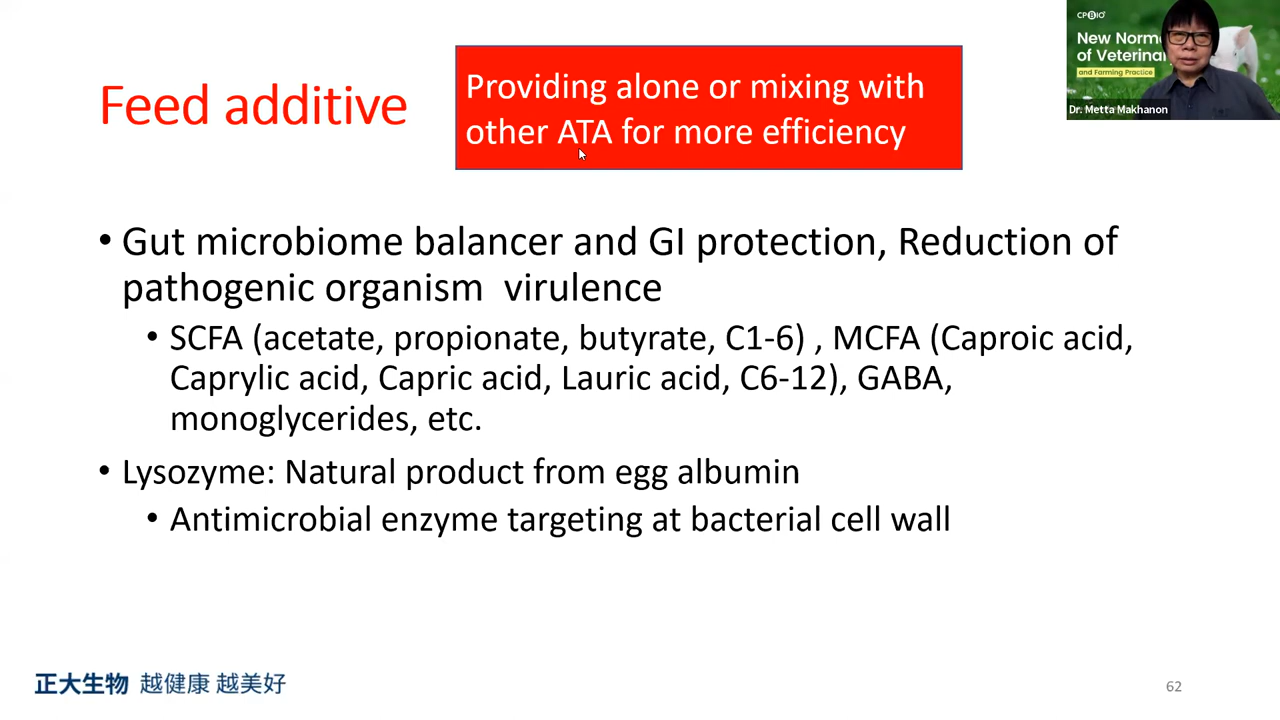 Feed additive
Providing alone or mixing with
other ATA for more efficiency
• Gut microbiome balancer and GI protection, Reduction of
pathogenic organism virulence
• SCFA (acetate, propionate, butyrate, C1-6) , MCFA (Caproic acid,
Caprylic acid, Capric acid, Lauric acid, C6-12), GABA,
monoglycerides, etc.
• Lysozyme: Natural product from egg albumin
• Antimicrobial enzyme targeting at bacterial cell wall
正大生物 越健康 越美好
62
CPBIO
New Norm
of Veterina
and Farming Practice
Dr. Metta Makhanon